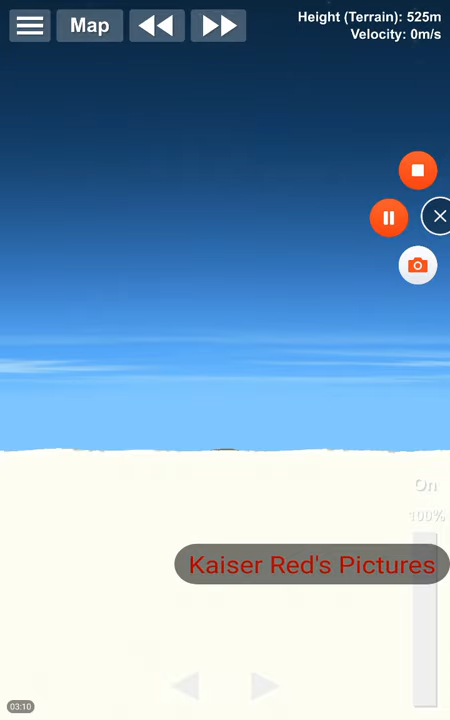 Map
Height (Terrain): 525m
Velocity: 0m/s
On
100%
Kaiser Red's Pictures
03:10